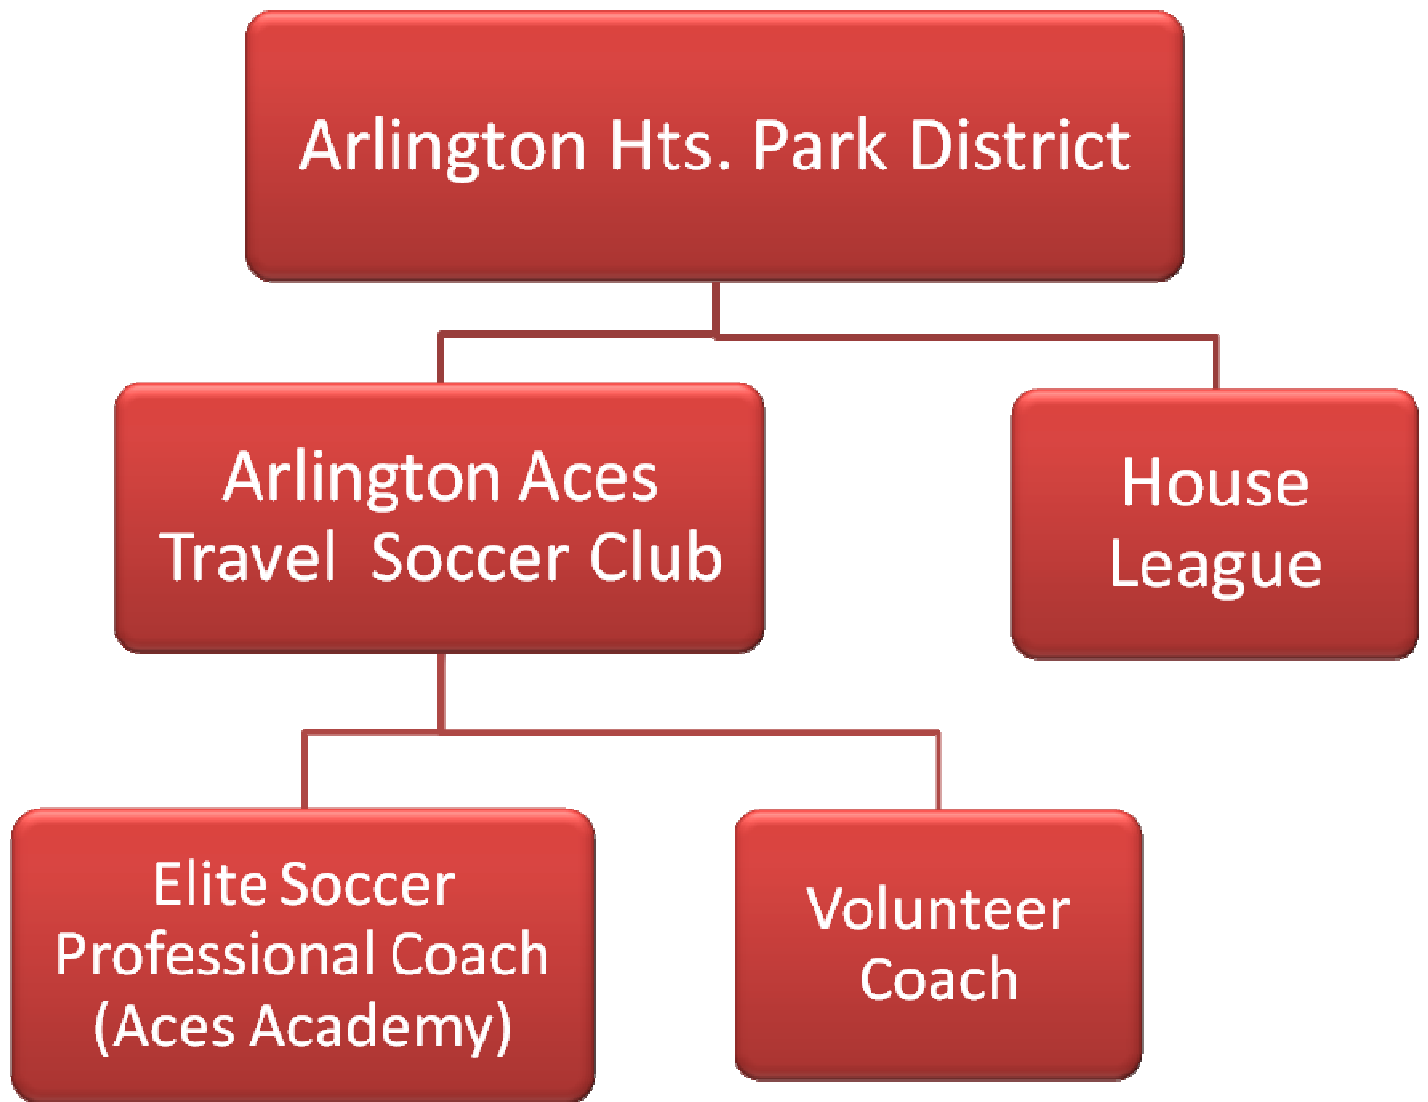 Arlington Hts. Park District
Arlington Aces
Travel  Soccer Club
House
League
Elite Soccer
Professional Coach
(Aces Academy)
Volunteer
Coach